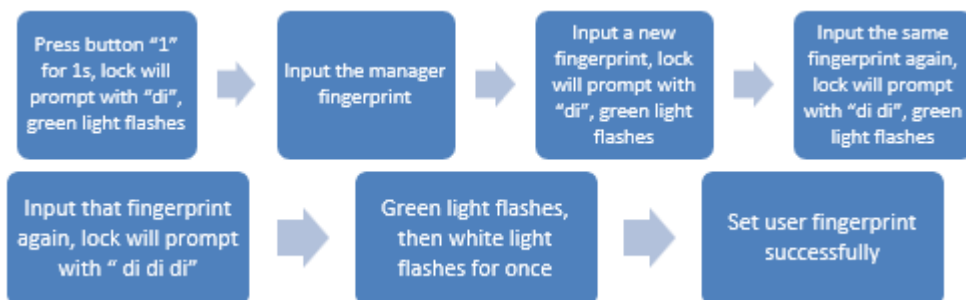 Press button “1”
for 1s, lock will
prompt with “di”,
green light flashes
Input the manager
fingerprint
Input a new
fingerprint, lock
will prompt with
“di”, green light
flashes
Input the same
fingerprint again,
lock will prompt
with “di di”, green
light flashes
Input that fingerprint
again, lock will prompt
with “ di di di”
Green light flashes,
then white light
flashes for once
Set user fingerprint
successfully